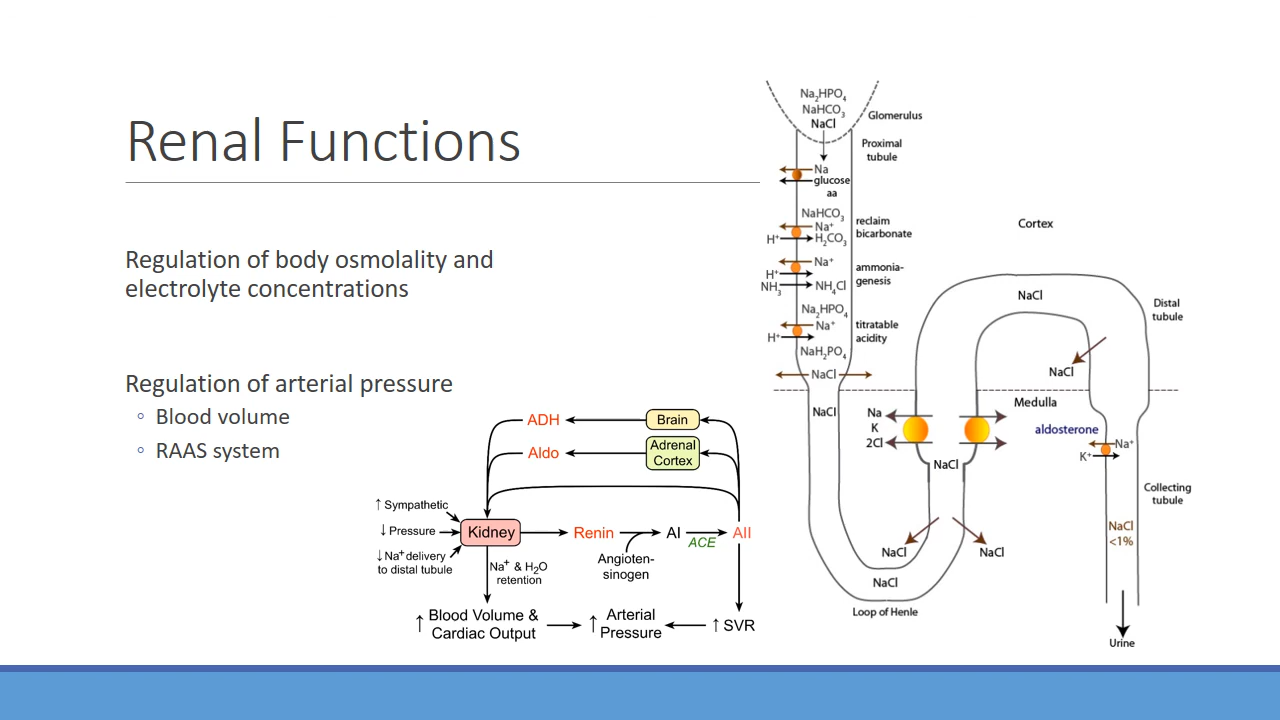 Renal Functions
Regulation of body osmolality and
electrolyte concentrations
Regulation of arterial pressure
◦ Blood volume
◦ RAAS system
ADH
Brain
Aldo
Adrenal
Cortex
↑ Sympathetic
↓ Pressure
↓ Na⁺ delivery
to distal tubule
Kidney
Renin
AI
ACE
AII
Angioten-
sinogen
Na⁺ & H₂O
retention
↑ Blood Volume &
Cardiac Output
↑ Arterial
Pressure
↑ SVR
Na₂HPO₄
NaHCO₃
NaCl
Glomerulus
Proximal
tubule
Na
glucose
aa
NaHCO₃
Na⁺
H⁺
H₂CO₃
reclaim
bicarbonate
Na⁺
H⁺
NH₃
NH₄Cl
ammonia-
genesis
Na₂HPO₄
Na⁺
H⁺
NaH₂PO₄
titratable
acidity
NaCl
Cortex
NaCl
Distal
tubule
NaCl
Medulla
NaCl
Na
K
2Cl
NaCl
aldosterone
Na⁺
K⁺
Collecting
tubule
NaCl
<1%
NaCl
NaCl
NaCl
Loop of Henle
Urine